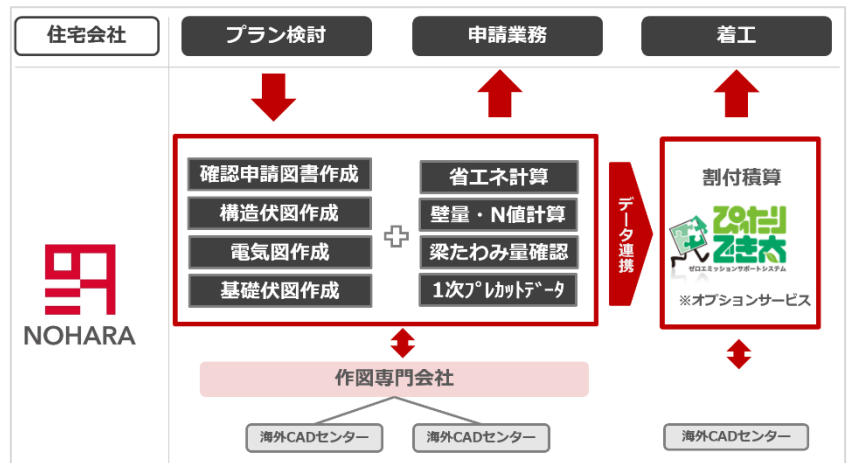 住宅会社
プラン検討
申請業務
着工
確認申請図書作成
構造伏図作成
電気図作成
基礎伏図作成
省エネ計算
壁量・N値計算
梁たわみ量確認
1次ﾌﾟﾚｶｯﾄﾃﾞｰﾀ
データ連携
割付積算
ぴったり
でき太
ゼロエミッションサポートシステム
※オプションサービス
NOHARA
作図専門会社
海外CADセンター
海外CADセンター
海外CADセンター